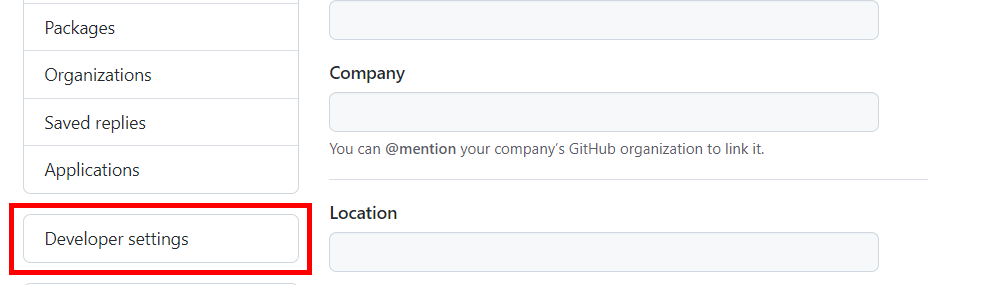 Packages
Organizations
Saved replies
Applications
Developer settings
Company
You can @mention your company's GitHub organization to link it.
Location